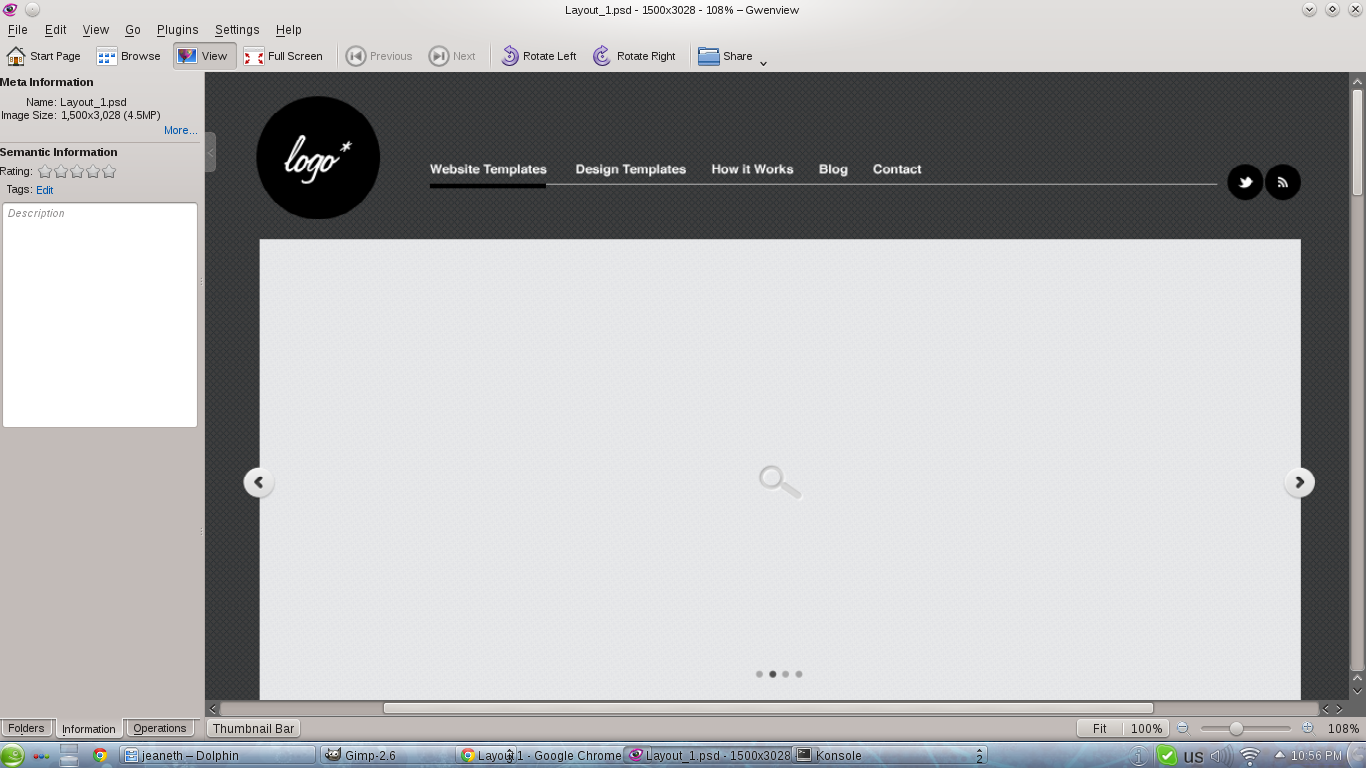 Layout_1.psd - 1500x3028 - 108% – Gwenview
File Edit View Go Plugins Settings Help
Start Page Browse View Full Screen Previous Next Rotate Left Rotate Right Share
Meta Information
Name: Layout_1.psd
Image Size: 1,500x3,028 (4.5MP)
More...
Semantic Information
Rating:
Tags: Edit
Description
logo*
Website Templates Design Templates How it Works Blog Contact
Folders Information Operations Thumbnail Bar Fit 100% 108%
jeaneth – Dolphin Gimp-2.6 Layout 1 - Google Chrome 3 Layout_1.psd - 1500x3028 Konsole 2 us 10:56 PM